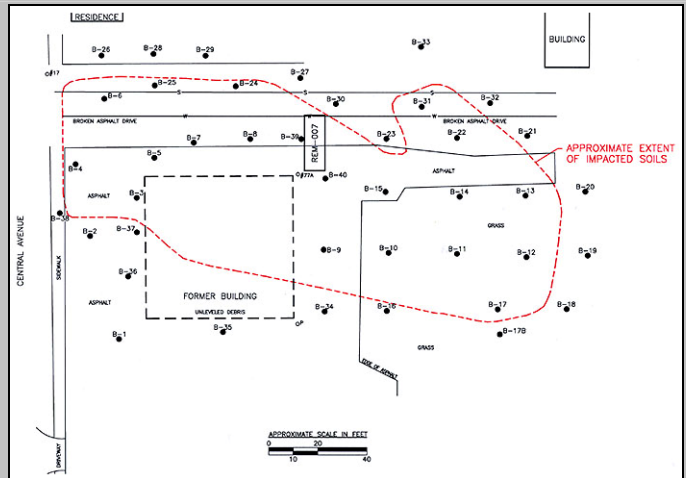 RESIDENCE
BUILDING
B-33
B-26
B-28
B-29
#17
B-27
B-25
B-24
B-6
S
S
S
B-30
B-31
B-32
BROKEN ASPHALT DRIVE
W
W
BROKEN ASPHALT DRIVE
B-7
B-8
B-39
REM-007
B-23
B-22
B-21
APPROXIMATE EXTENT
OF IMPACTED SOILS
B-4
B-5
#77A
B-40
ASPHALT
B-15
B-14
B-13
B-20
ASPHALT
B-3
B-38
B-2
B-37
GRASS
CENTRAL AVENUE
SIDEWALK
B-9
B-10
B-11
B-12
B-19
B-36
ASPHALT
FORMER BUILDING
UNLEVELED DEBRIS
B-34
B-16
B-17
B-18
B-1
B-35
P
B-17B
GRASS
EDGE OF ASPHALT
DRIVEWAY
APPROXIMATE SCALE IN FEET
0 20
10 40